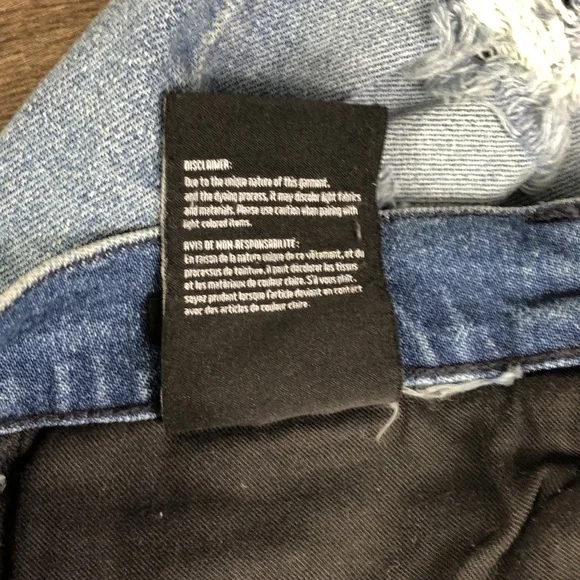 DISCLAIMER:
Due to the unique nature of this garment,
and the dyeing process, it may discolor light fabrics
and materials. Please use caution when pairing with
light colored items.
AVIS DE NON-RESPONSABILITÉ:
En raison de la nature unique de ce vêtement, et du
processus de teinture, il peut décolorer les tissus
et les matériaux de couleur claire. S'il vous plaît,
soyez prudent lorsque l'article devient en contact
avec des articles de couleur claire.